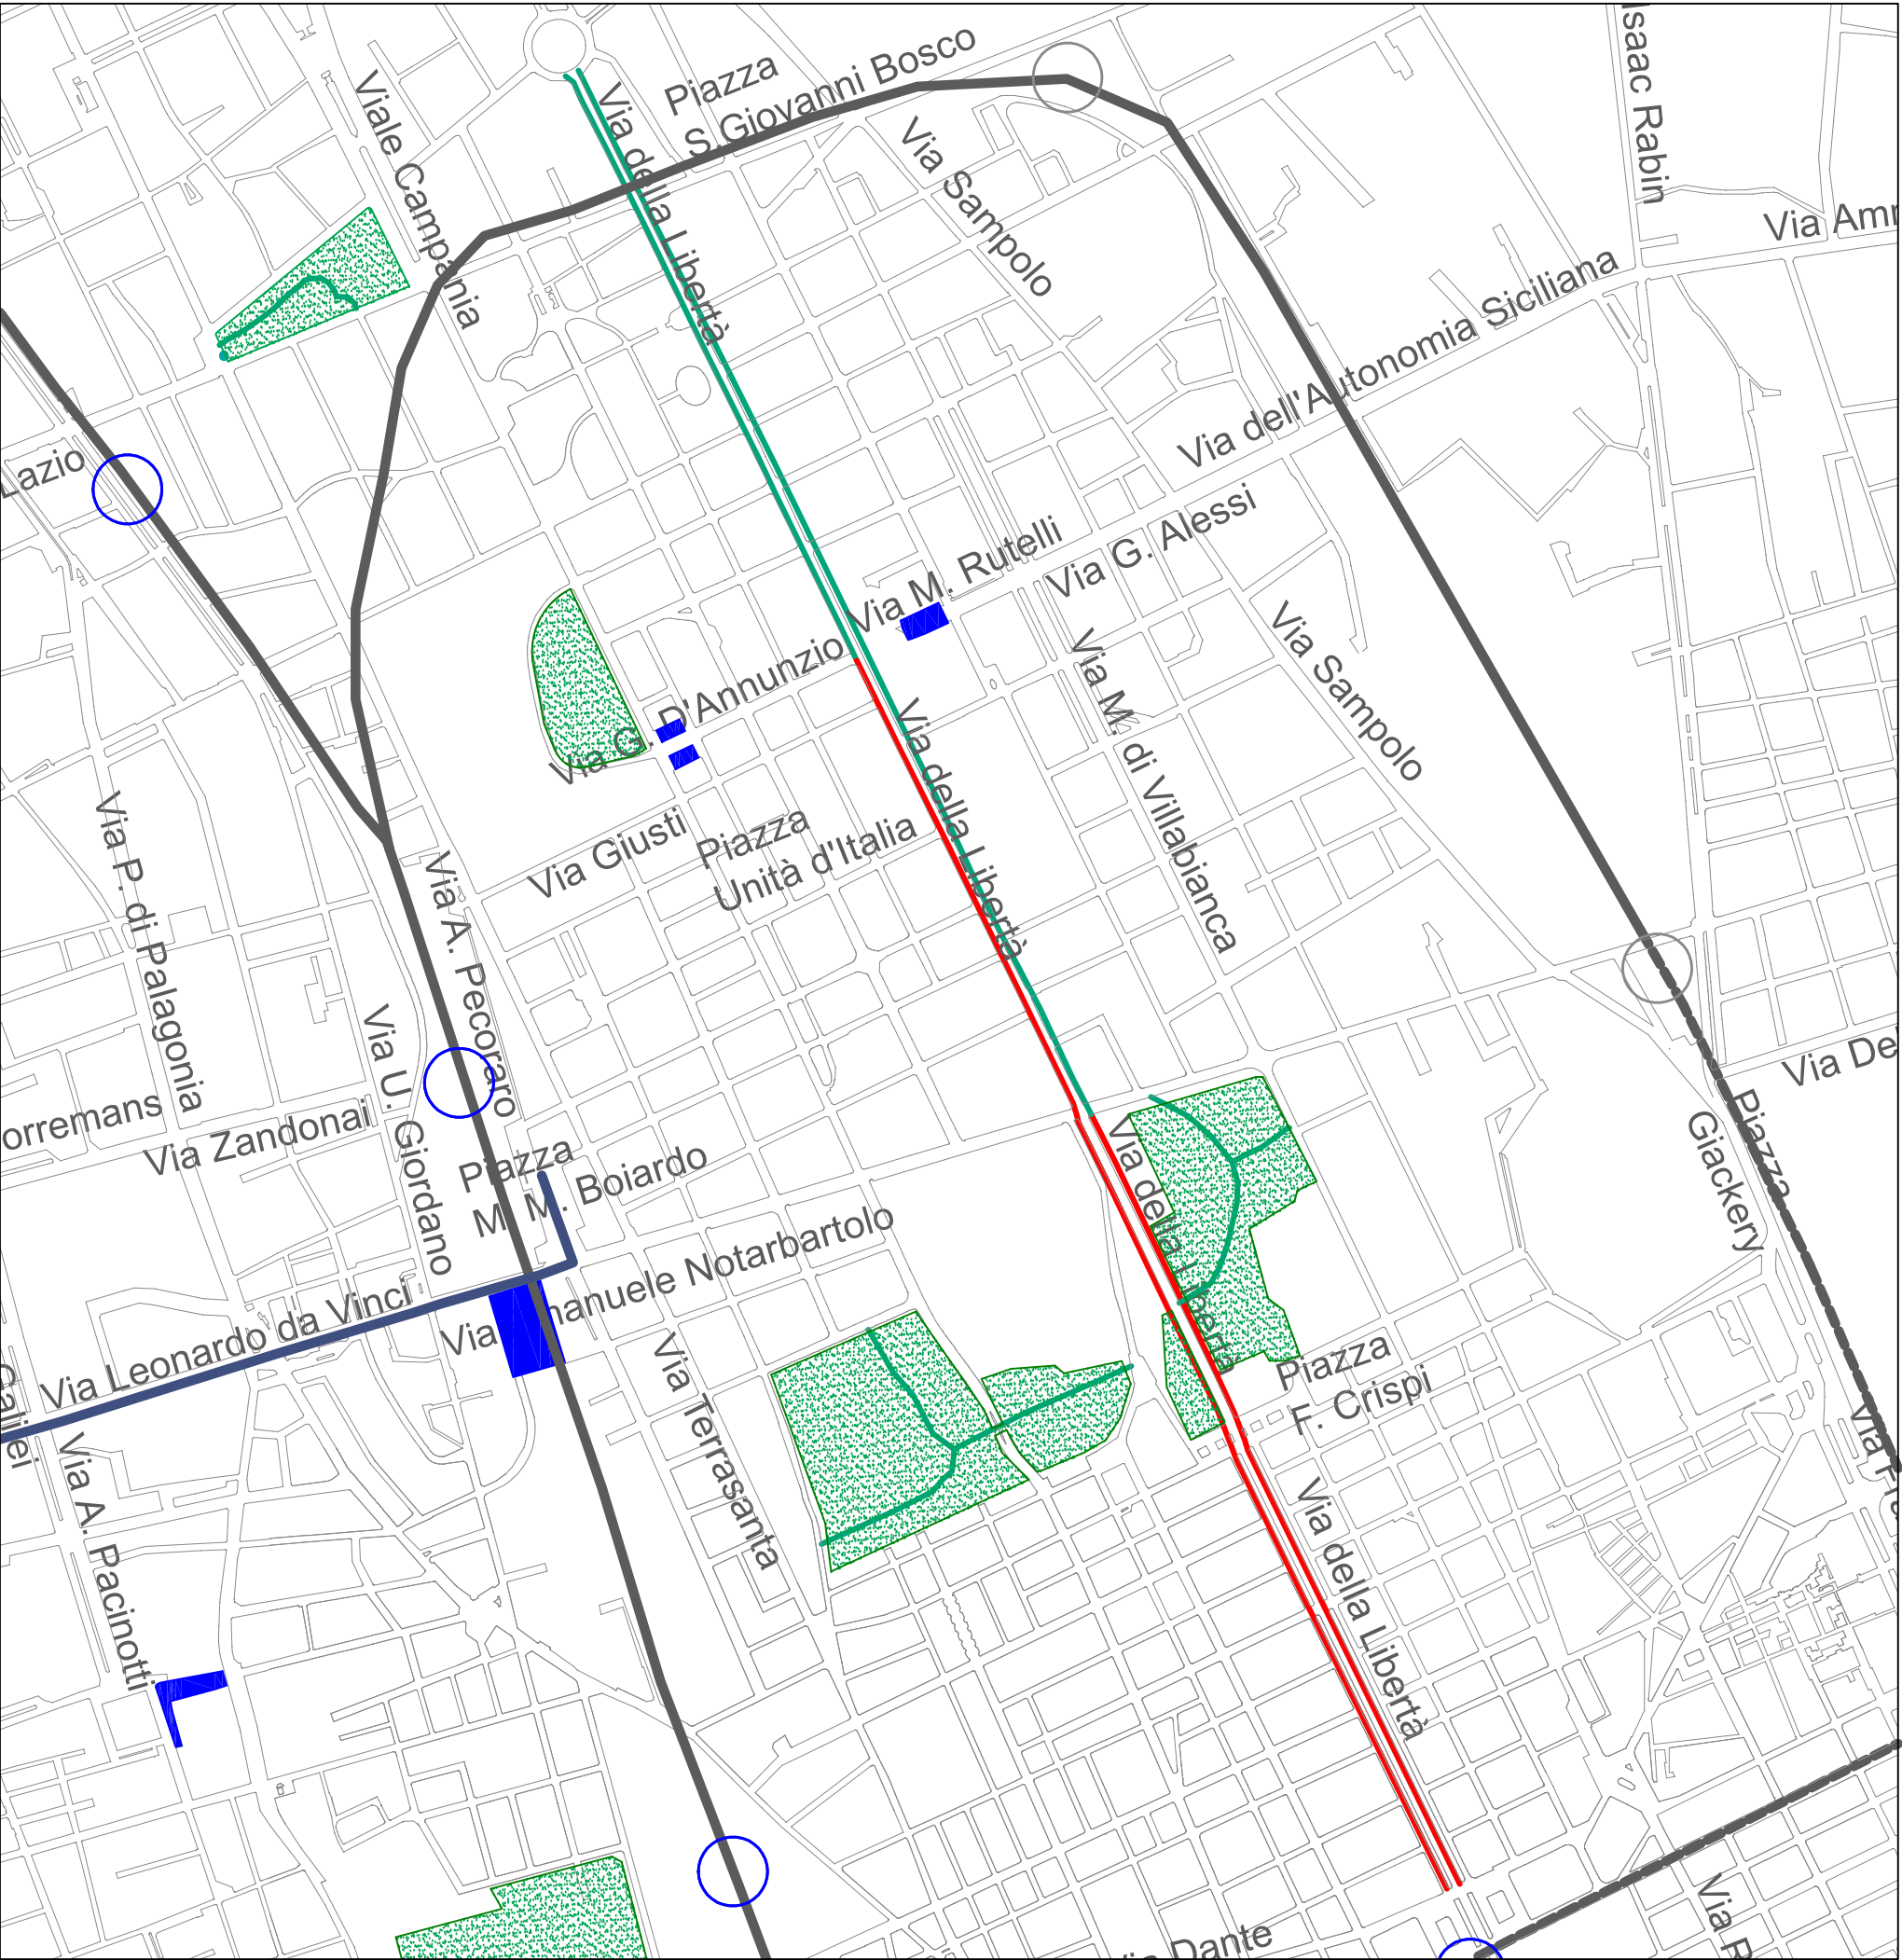 Isaac Rabin
Piazza
S. Giovanni Bosco
Viale Campania
Via della Libertà
Via Sampolo
Via Amr
Via dell'Autonomia Siciliana
Lazio
Via M. Rutelli
Via G. Alessi
Via Sampolo
Via G. D'Annunzio
Via M. di Villabianca
Via della Libertà
Via Giusti
Piazza
Unità d'Italia
Via P. di Palagonia
Via A. Pecoraro
Via U. Giordano
orremans
Via Zandonai
Via De
Piazza
Giackery
Piazza
M. M. Boiardo
Via della Libertà
Via Emanuele Notarbartolo
Via Leonardo da Vinci
Galilei
Via Terrasanta
Piazza
F. Crispi
Via A. Pacinotti
Via della Libertà
Via R
Via Dante